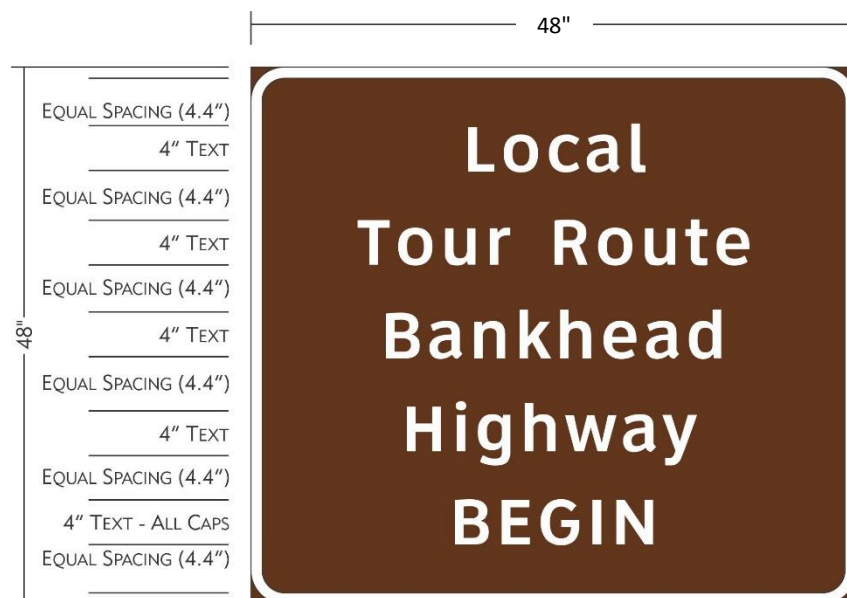 48"
EQUAL SPACING (4.4")
4" TEXT
EQUAL SPACING (4.4")
4" TEXT
EQUAL SPACING (4.4")
4" TEXT
EQUAL SPACING (4.4")
4" TEXT
EQUAL SPACING (4.4")
4" TEXT - ALL CAPS
EQUAL SPACING (4.4")
48"
Local
Tour Route
Bankhead
Highway
BEGIN